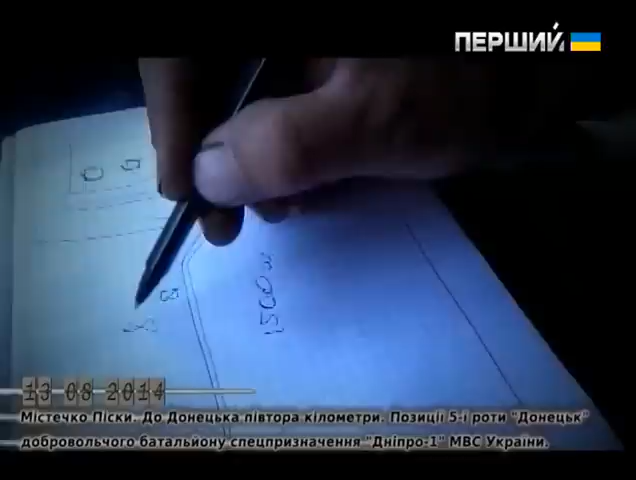 ПЕРШИЙ
1500 м
13 08 2014
Містечко Піски. До Донецька півтора кілометри. Позиції 5-ї роти "Донецьк"
добровольчого батальйону спецпризначення "Дніпро-1" МВС України.